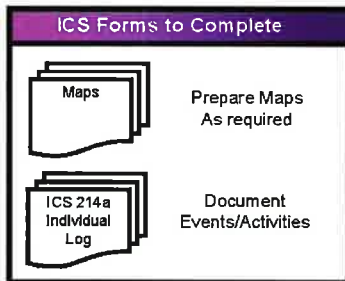 ICS Forms to Complete
Maps
Prepare Maps
As required
ICS 214a
Individual
Log
Document
Events/Activities